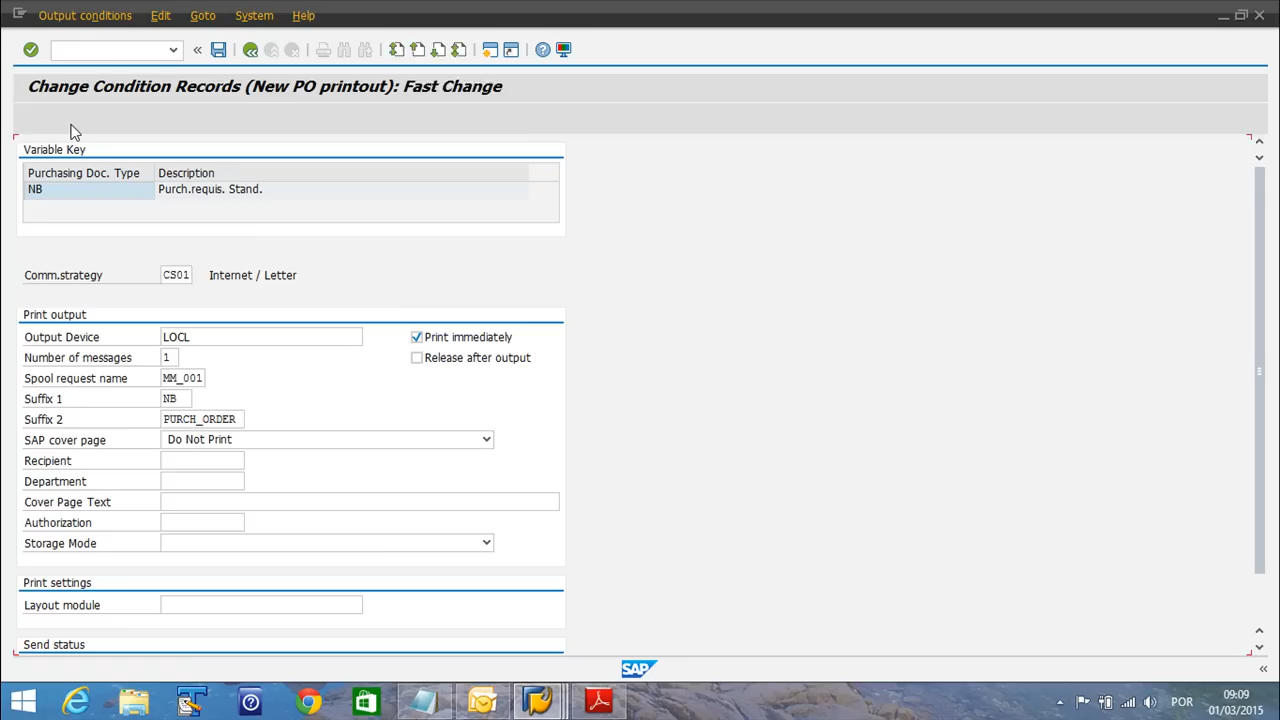 Output conditions Edit Goto System Help
Change Condition Records (New PO printout): Fast Change
Variable Key
Purchasing Doc. Type Description
NB Purch.requis. Stand.
Comm.strategy CS01 Internet / Letter
Print output
Output Device LOCL Print immediately
Number of messages 1 Release after output
Spool request name MM_001
Suffix 1 NB
Suffix 2 PURCH_ORDER
SAP cover page Do Not Print
Recipient
Department
Cover Page Text
Authorization
Storage Mode
Print settings
Layout module
Send status
SAP
POR 09:09
01/03/2015